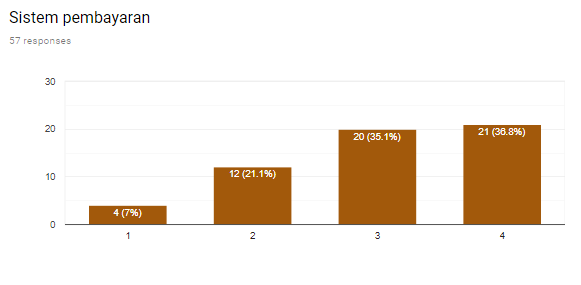 Sistem pembayaran
57 responses
30
20
10
0
4 (7%)
12 (21.1%)
20 (35.1%)
21 (36.8%)
1 2 3 4